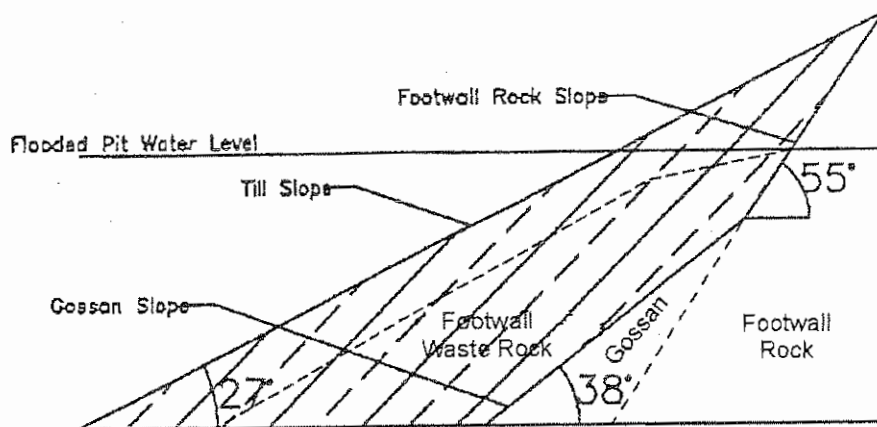 Footwall Rock Slope
Flooded Pit Water Level
55°
Till Slope
Gossan Slope
Footwall
Waste Rock
Gossan
Footwall
Rock
27°
38°